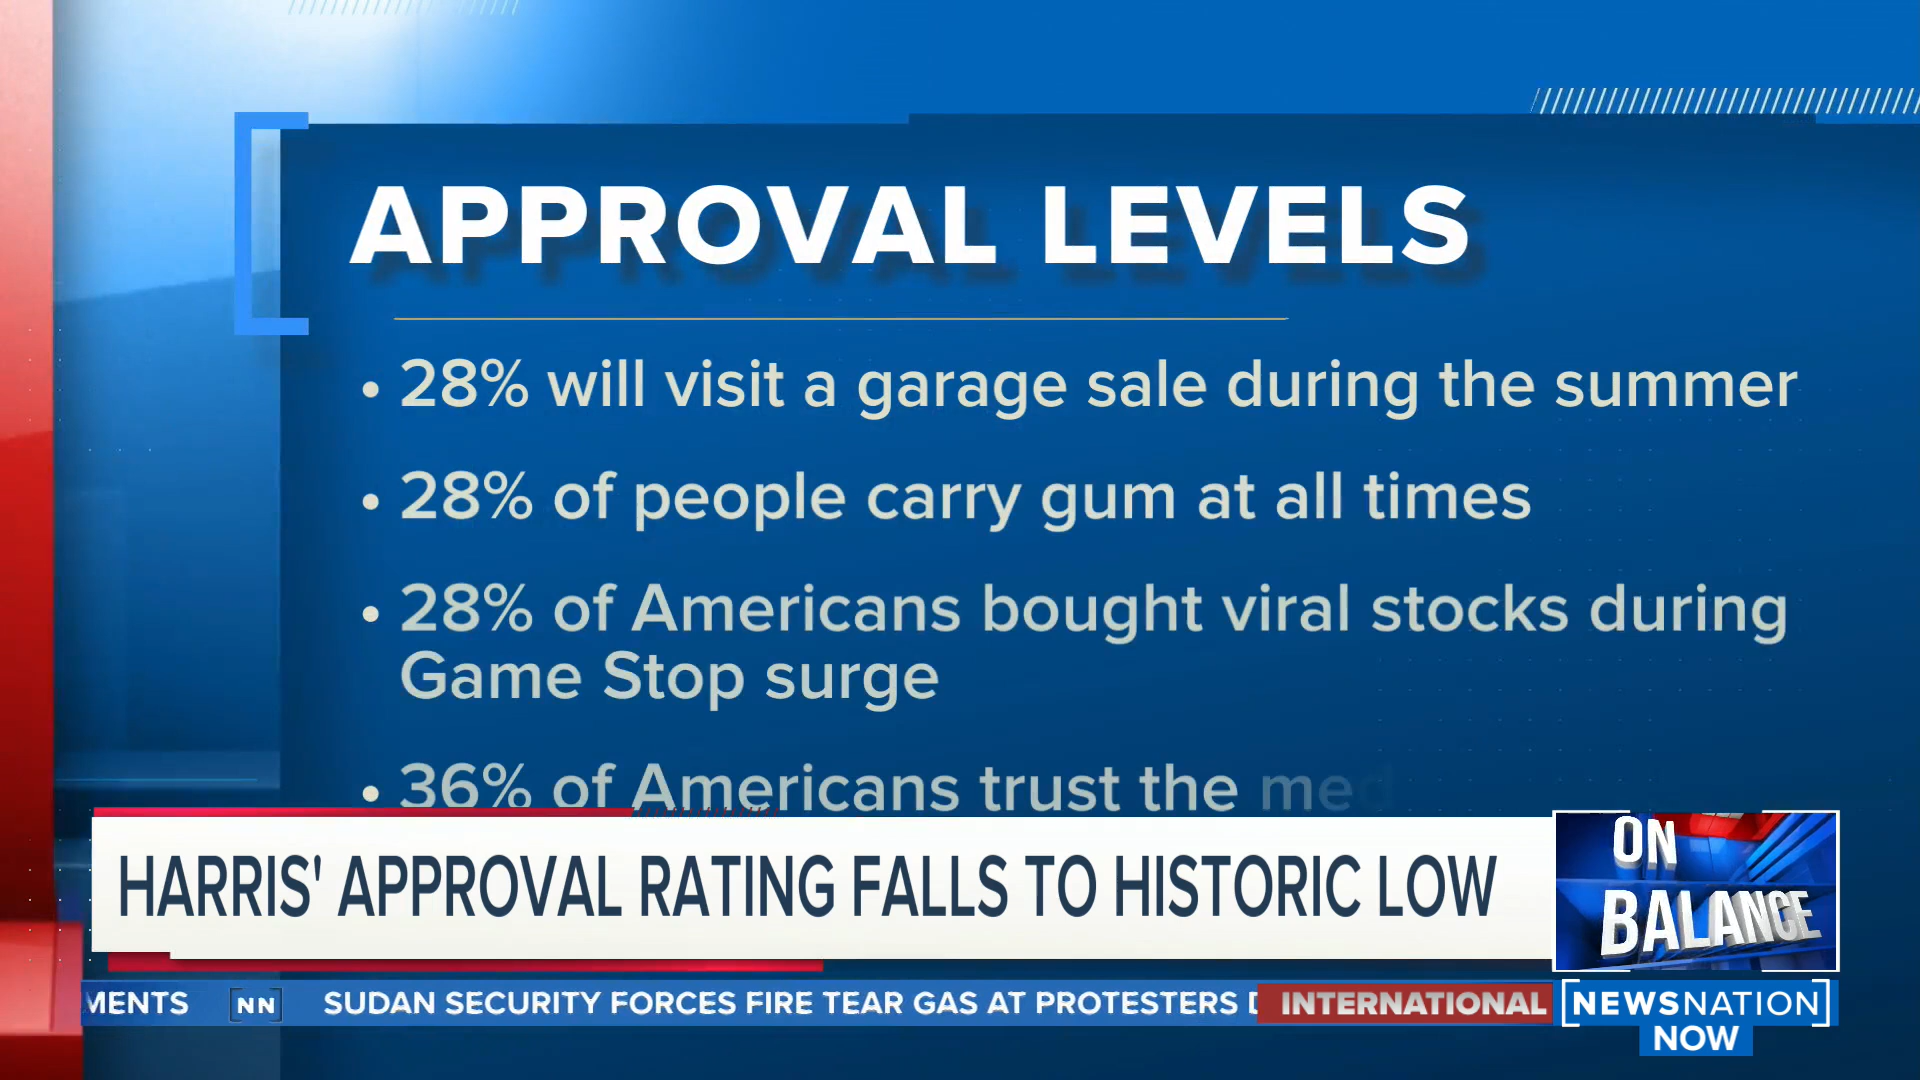 APPROVAL LEVELS
• 28% will visit a garage sale during the summer
• 28% of people carry gum at all times
• 28% of Americans bought viral stocks during
Game Stop surge
• 36% of Americans trust the med
HARRIS' APPROVAL RATING FALLS TO HISTORIC LOW
ON
BALANCE
MENTS [NN] SUDAN SECURITY FORCES FIRE TEAR GAS AT PROTESTERS INTERNATIONAL [NEWSNATION]
NOW